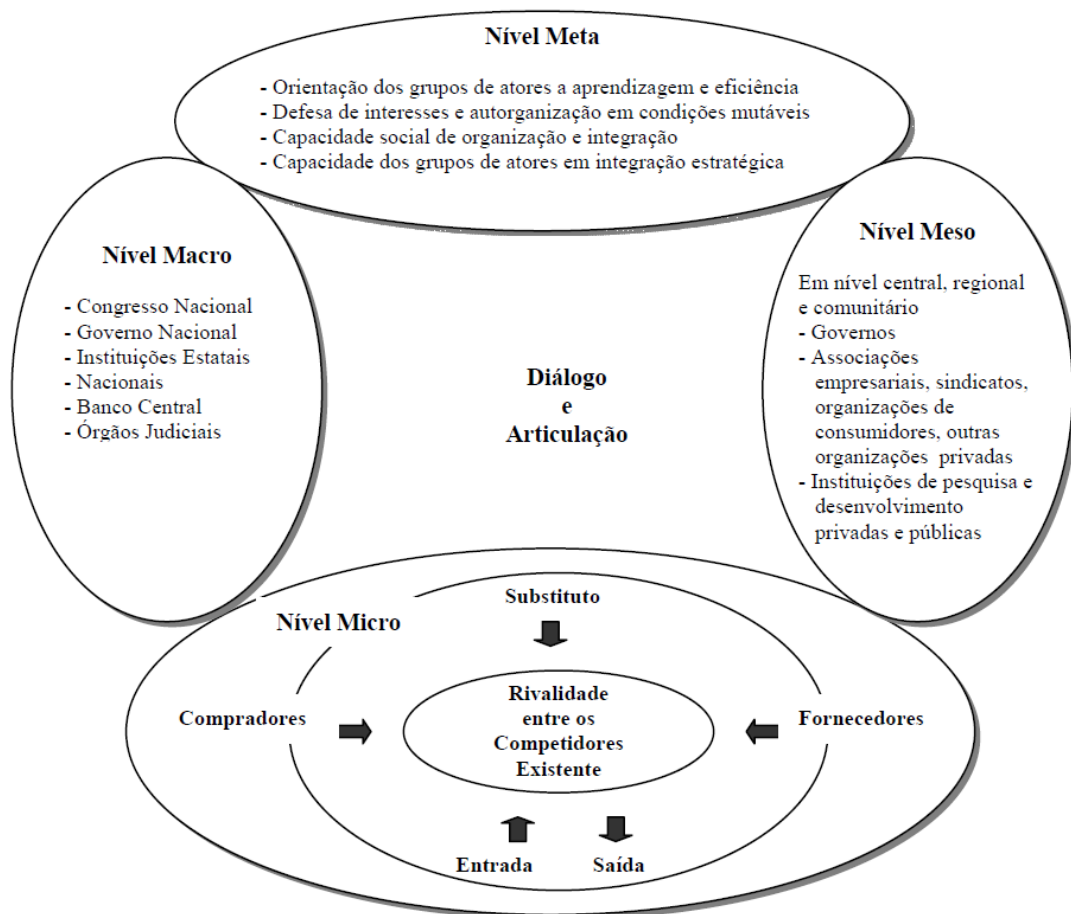 Nível Meta
- Orientação dos grupos de atores a aprendizagem e eficiência
- Defesa de interesses e autorganização em condições mutáveis
- Capacidade social de organização e integração
- Capacidade dos grupos de atores em integração estratégica
Nível Macro
- Congresso Nacional
- Governo Nacional
- Instituições Estatais
- Nacionais
- Banco Central
- Órgãos Judiciais
Diálogo
e
Articulação
Nível Meso
Em nível central, regional
e comunitário
- Governos
- Associações
empresariais, sindicatos,
organizações de
consumidores, outras
organizações privadas
- Instituições de pesquisa e
desenvolvimento
privadas e públicas
Nível Micro
Substituto
Compradores
Rivalidade
entre os
Competidores
Existente
Fornecedores
Entrada
Saída